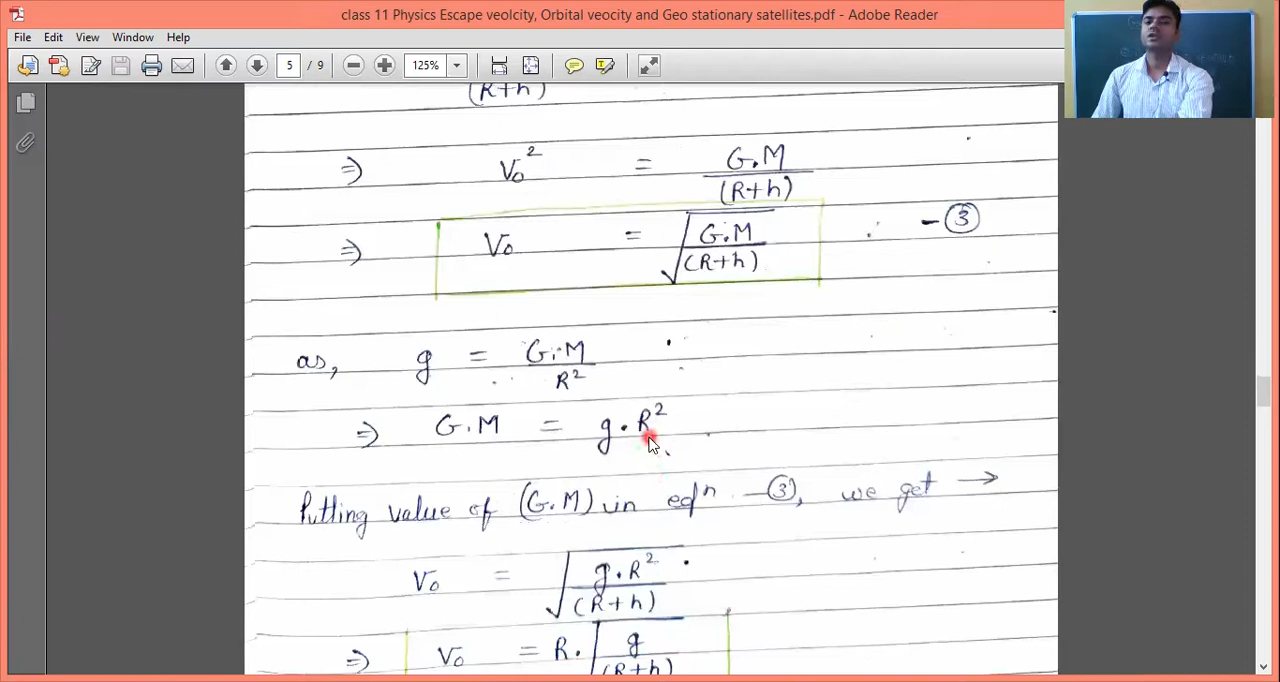 class 11 Physics Escape veolcity, Orbital veocity and Geo stationary satellites.pdf - Adobe Reader
File Edit View Window Help
5 / 9 125%
(R+h)
⇒ V₀² = G.M / (R+h)
⇒ V₀ = √(G.M / (R+h)) - ③
as, g = G.M / R²
⇒ G.M = g.R²
Putting value of (G.M) in eqⁿ - ③, we get →
V₀ = √(g.R² / (R+h))
⇒ V₀ = R.√(g / (R+h))